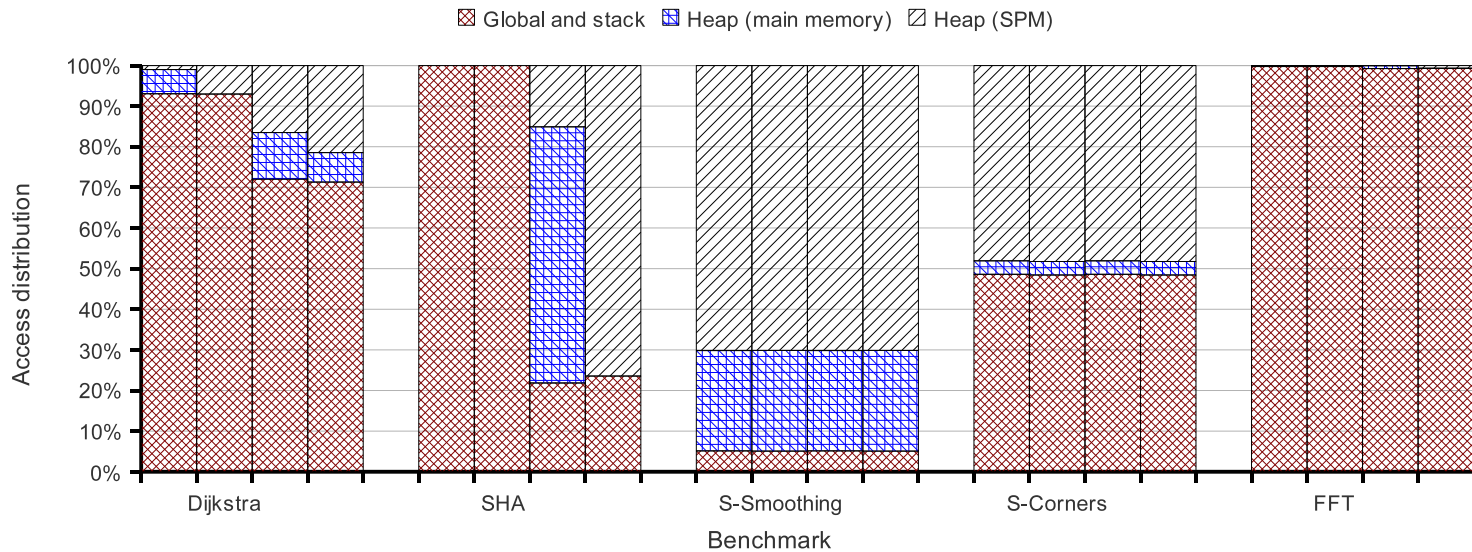 Global and stack Heap (main memory) Heap (SPM)
100%
90%
80%
70%
60%
50%
40%
30%
20%
10%
0%
Access distribution
Dijkstra SHA S-Smoothing S-Corners FFT
Benchmark